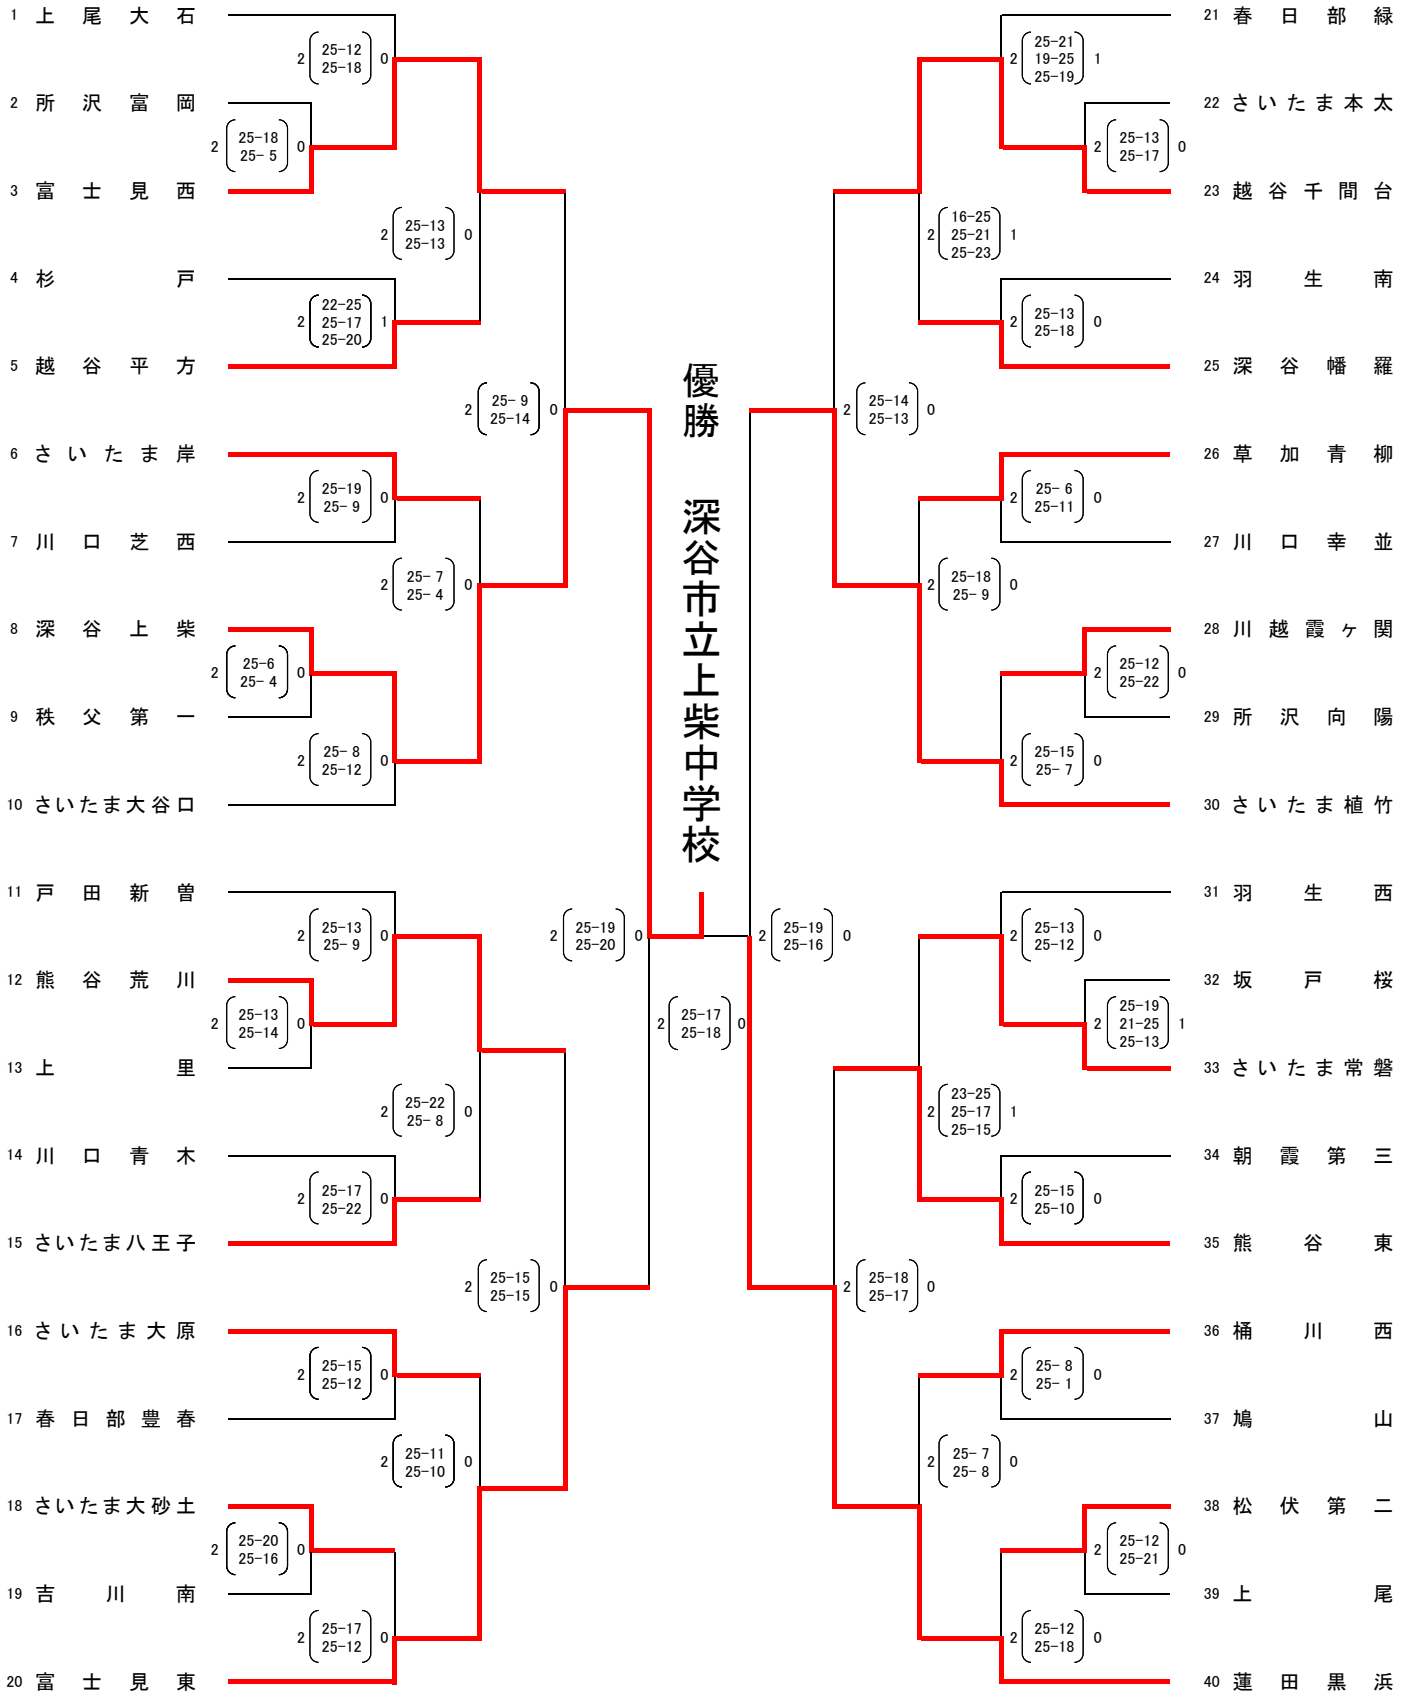 1 上尾大石
2 (25-12 25-18) 0
2 所沢富岡
2 (25-18 25- 5) 0
3 富士見西
2 (25-13 25-13) 0
4 杉戸
2 (22-25 25-17 25-20) 1
5 越谷平方
2 (25- 9 25-14) 0
6 さいたま岸
2 (25-19 25- 9) 0
7 川口芝西
2 (25- 7 25- 4) 0
8 深谷上柴
2 (25-6 25- 4) 0
9 秩父第一
2 (25- 8 25-12) 0
10 さいたま大谷口
11 戸田新曽
2 (25-13 25- 9) 0
2 (25-19 25-20) 0
12 熊谷荒川
2 (25-13 25-14) 0
13 上里
2 (25-22 25- 8) 0
14 川口青木
2 (25-17 25-22) 0
15 さいたま八王子
2 (25-15 25-15) 0
16 さいたま大原
2 (25-15 25-12) 0
17 春日部豊春
2 (25-11 25-10) 0
18 さいたま大砂土
2 (25-20 25-16) 0
19 吉川南
2 (25-17 25-12) 0
20 富士見東
優勝 深谷市立上柴中学校
2 (25-17 25-18) 0
21 春日部緑
2 (25-21 19-25 25-19) 1
22 さいたま本太
2 (25-13 25-17) 0
23 越谷千間台
2 (16-25 25-21 25-23) 1
24 羽生南
2 (25-13 25-18) 0
25 深谷幡羅
2 (25-14 25-13) 0
26 草加青柳
2 (25- 6 25-11) 0
27 川口幸並
2 (25-18 25- 9) 0
28 川越霞ヶ関
2 (25-12 25-22) 0
29 所沢向陽
2 (25-15 25- 7) 0
30 さいたま植竹
31 羽生西
2 (25-19 25-16) 0
2 (25-13 25-12) 0
32 坂戸桜
2 (25-19 21-25 25-13) 1
33 さいたま常磐
2 (23-25 25-17 25-15) 1
34 朝霞第三
2 (25-15 25-10) 0
35 熊谷東
2 (25-18 25-17) 0
36 桶川西
2 (25- 8 25- 1) 0
37 鳩山
2 (25- 7 25- 8) 0
38 松伏第二
2 (25-12 25-21) 0
39 上尾
2 (25-12 25-18) 0
40 蓮田黒浜